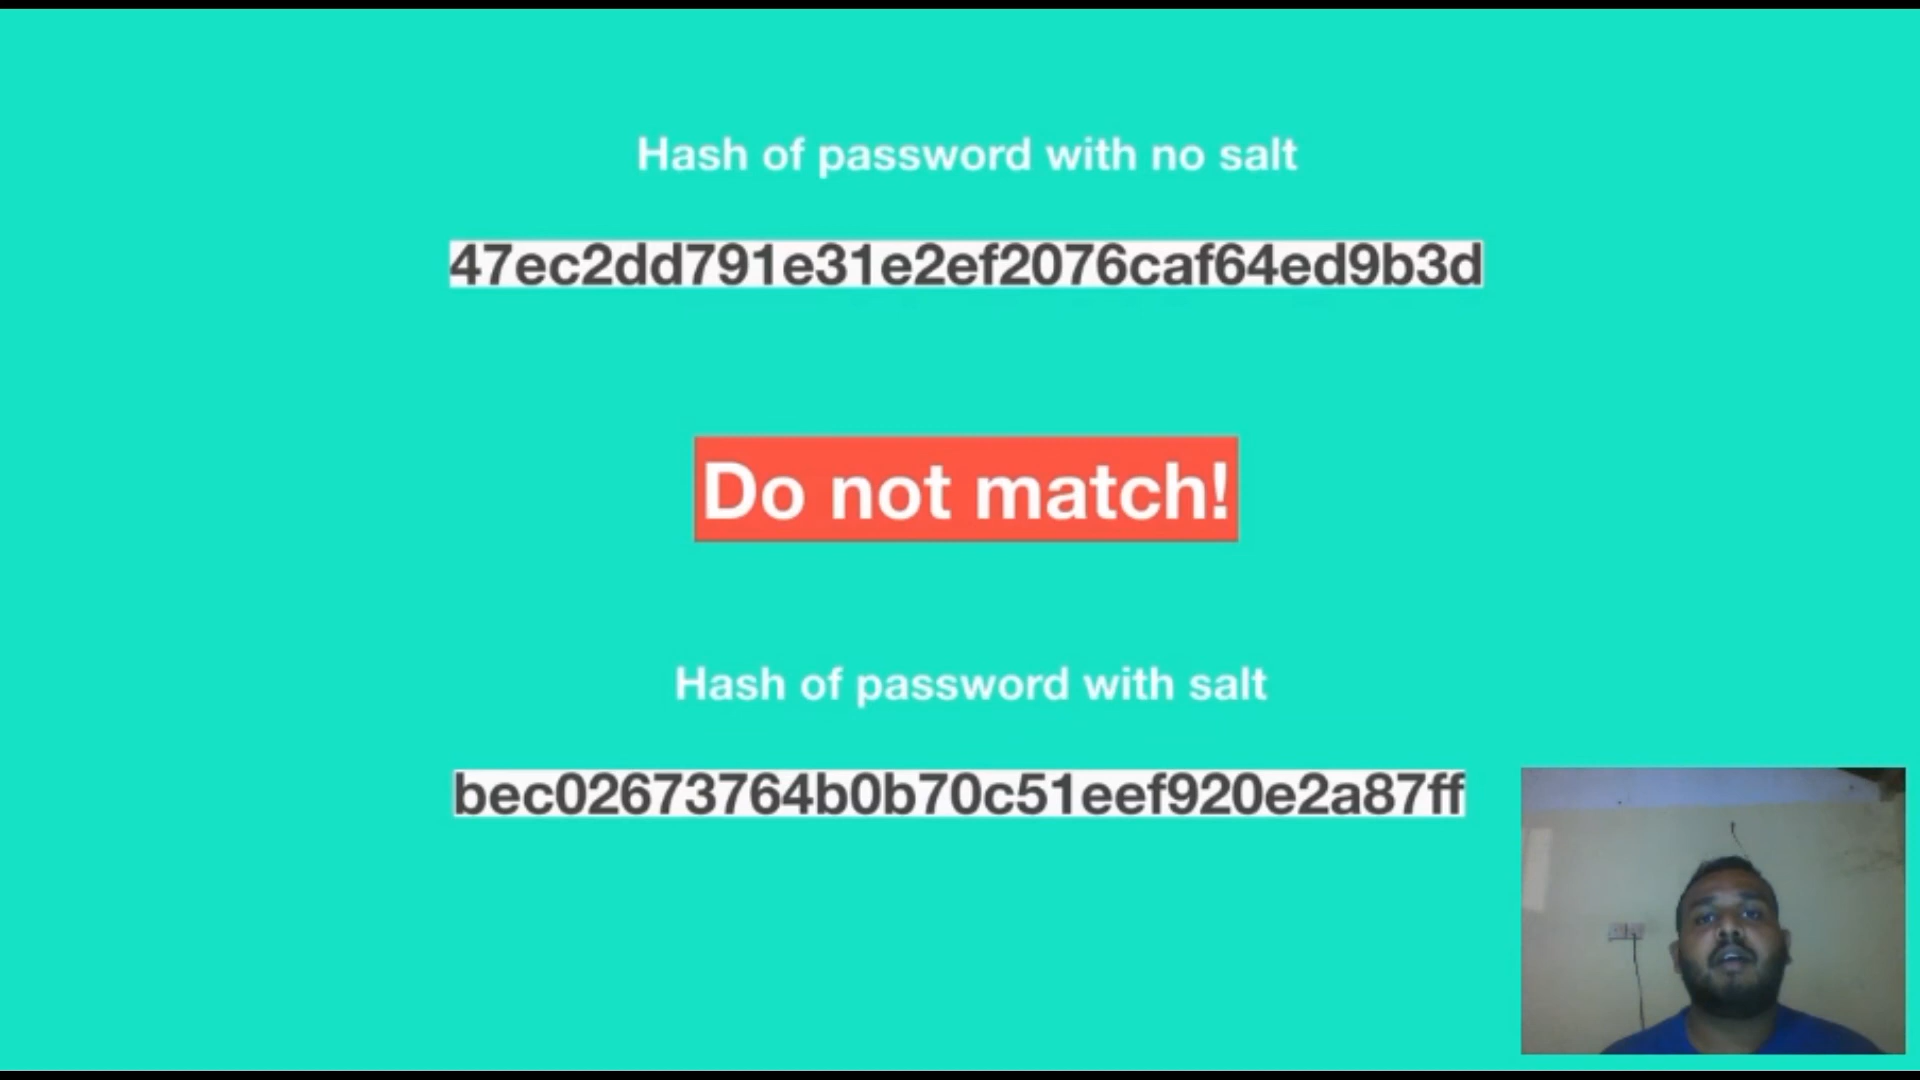 Hash of password with no salt
47ec2dd791e31e2ef2076caf64ed9b3d
Do not match!
Hash of password with salt
bec02673764b0b70c51eef920e2a87ff